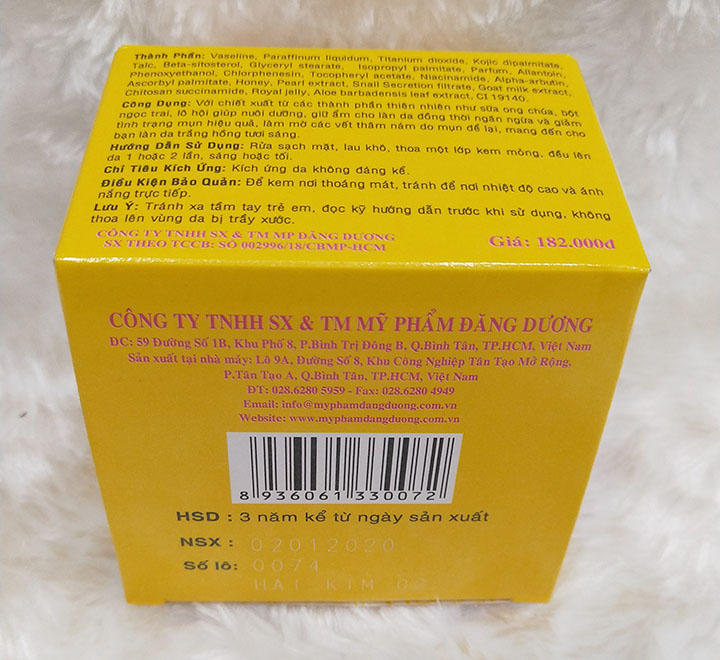 Thành Phần: Vaseline, Paraffinum liquidum, Titanium dioxide, Kojic dipalmitate,
Talc, Beta-sitosterol, Glyceryl stearate, Isopropyl palmitate, Parfum, Allantoin,
Phenoxyethanol, Chlorphenesin, Tocopheryl acetate, Niacinamide, Alpha-arbutin,
Ascorbyl palmitate, Honey, Pearl extract, Snail Secretion filtrate, Goat milk extract,
Chitosan succinamide, Royal jelly, Aloe barbadensis leaf extract, CI 19140.
Công Dụng: Với chiết xuất từ các thành phần thiên nhiên như sữa ong chúa, bột
ngọc trai, lô hội giúp nuôi dưỡng, giữ ẩm cho làn da đồng thời ngăn ngừa và giảm
tình trạng mụn hiệu quả, làm mờ các vết thâm nám do mụn để lại, mang đến cho
bạn làn da trắng hồng tươi sáng.
Hướng Dẫn Sử Dụng: Rửa sạch mặt, lau khô, thoa một lớp kem mỏng, đều lên
da 1 hoặc 2 lần, sáng hoặc tối.
Chỉ Tiêu Kích Ứng: Kích ứng da không đáng kể.
Điều Kiện Bảo Quản: Để kem nơi thoáng mát, tránh để nơi nhiệt độ cao và ánh
nắng trực tiếp.
Lưu Ý: Tránh xa tầm tay trẻ em, đọc kỹ hướng dẫn trước khi sử dụng, không
thoa lên vùng da bị trầy xước.
CÔNG TY TNHH SX & TM MP ĐĂNG DƯƠNG
SX THEO TCCB: SỐ 002996/18/CBMP-HCM
Giá: 182.000đ
CÔNG TY TNHH SX & TM MỸ PHẨM ĐĂNG DƯƠNG
ĐC: 59 Đường Số 1B, Khu Phố 8, P.Bình Trị Đông B, Q.Bình Tân, TP.HCM, Việt Nam
Sản xuất tại nhà máy: Lô 9A, Đường Số 8, Khu Công Nghiệp Tân Tạo Mở Rộng,
P.Tân Tạo A, Q.Bình Tân, TP.HCM, Việt Nam
ĐT: 028.6280 5959 - Fax: 028.6280 4949
Email: info@myphamdangduong.com.vn
Website: www.myphamdangduong.com.vn
8 936061 330072
HSD : 3 năm kể từ ngày sản xuất
NSX : 02012020
Số lô: 0074
HAI KIM 02